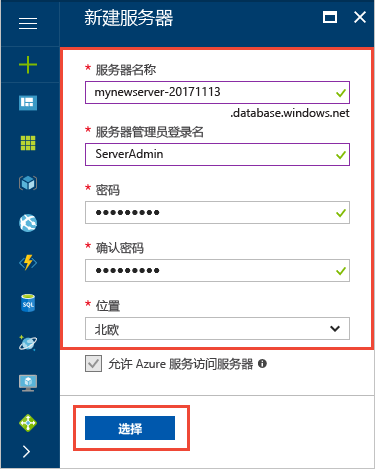 新建服务器
* 服务器名称
mynewserver-20171113
.database.windows.net
* 服务器管理员登录名
ServerAdmin
* 密码
•••••••••
* 确认密码
•••••••••
* 位置
北欧
允许 Azure 服务访问服务器
SQL
选择